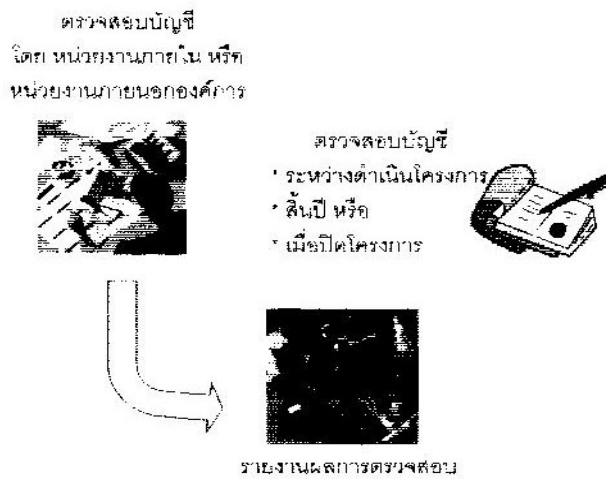 ตรวจสอบบัญชี
โดย หน่วยงานภายใน หรือ
หน่วยงานภายนอกองค์การ
ตรวจสอบบัญชี
• ระหว่างดำเนินโครงการ
• สิ้นปี หรือ
• เมื่อปิดโครงการ
รายงานผลการตรวจสอบ